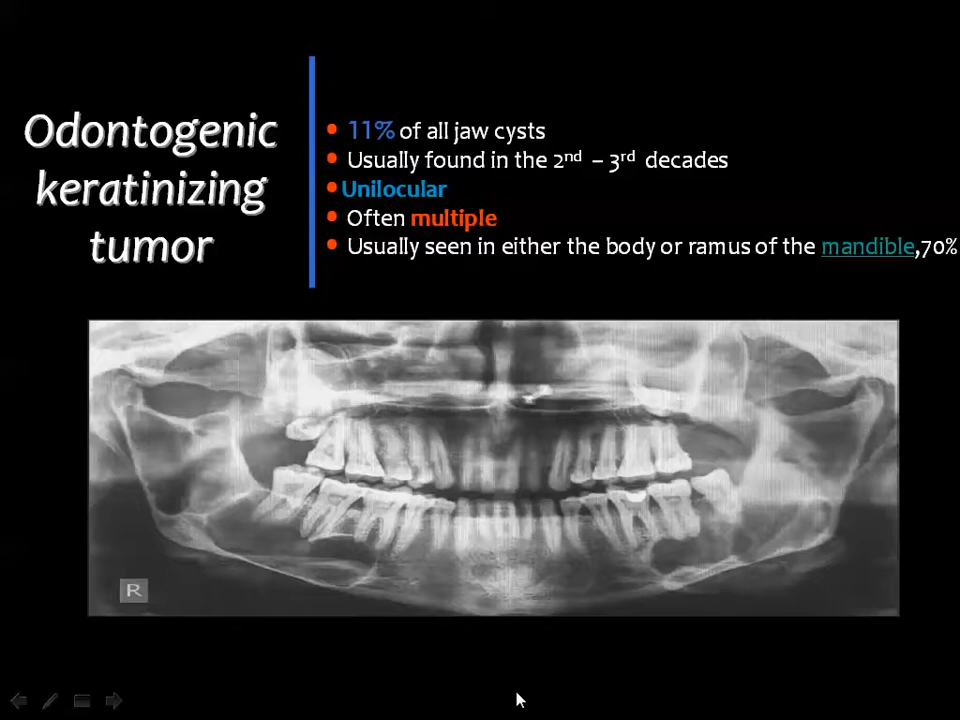 Odontogenic
keratinizing
tumor
• 11% of all jaw cysts
• Usually found in the 2nd – 3rd decades
• Unilocular
• Often multiple
• Usually seen in either the body or ramus of the mandible,70%
R